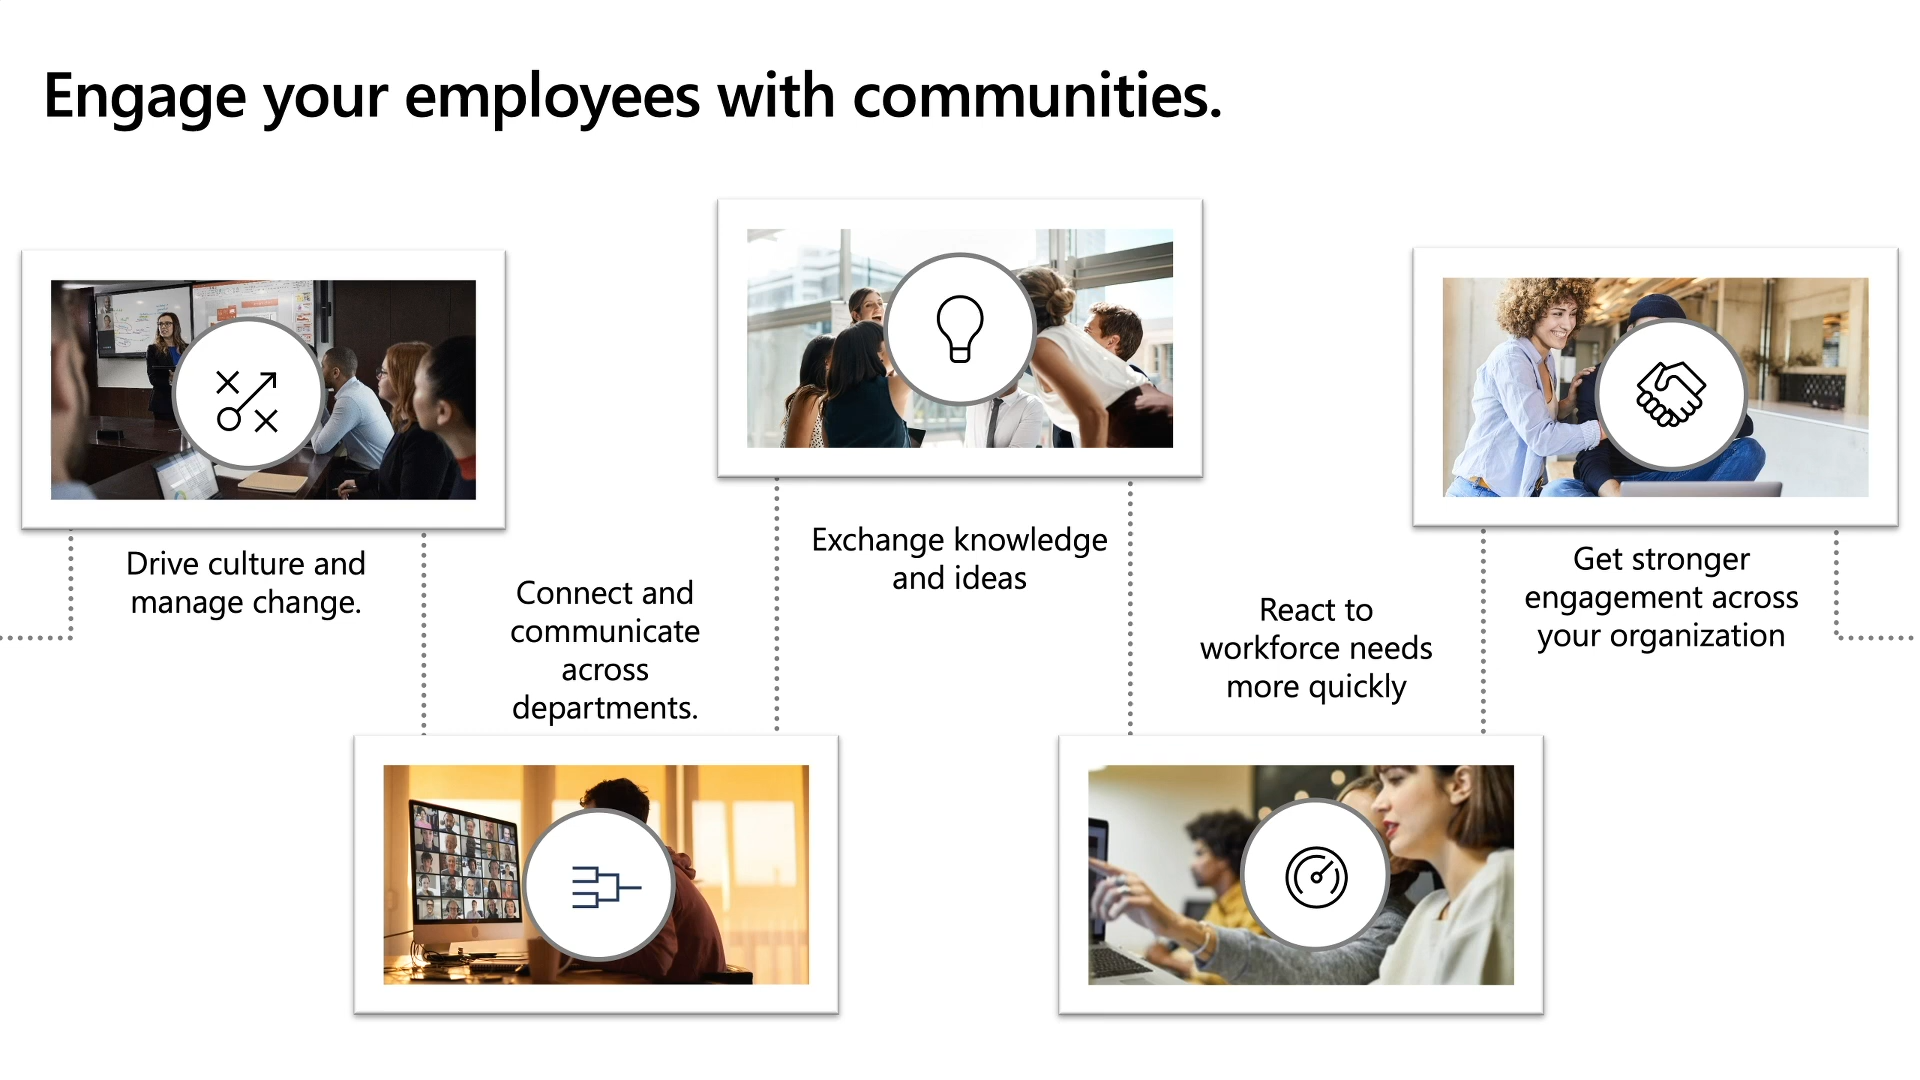 Engage your employees with communities.
Drive culture and
manage change.
Connect and
communicate
across
departments.
Exchange knowledge
and ideas
React to
workforce needs
more quickly
Get stronger
engagement across
your organization